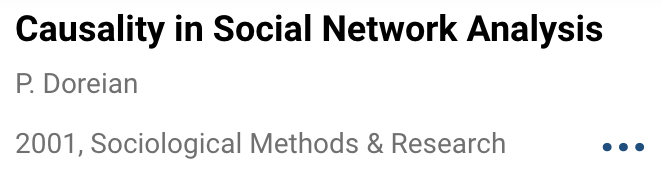 Causality in Social Network Analysis
P. Doreian
2001, Sociological Methods & Research